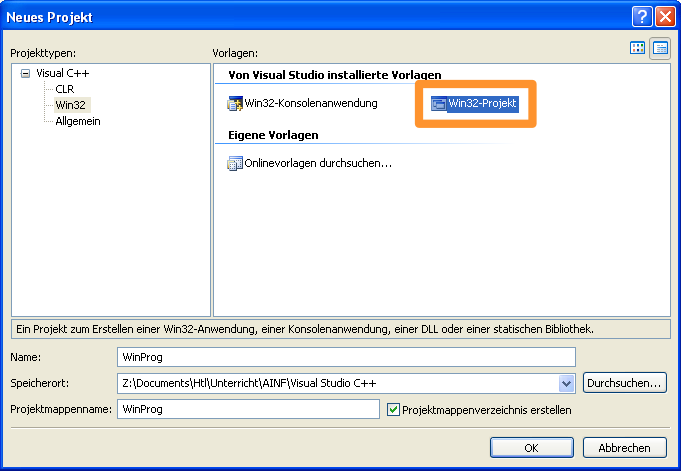 Neues Projekt
Projekttypen:
Vorlagen:
Visual C++
CLR
Win32
Allgemein
Von Visual Studio installierte Vorlagen
Win32-Konsolenanwendung
Win32-Projekt
Eigene Vorlagen
Onlinevorlagen durchsuchen...
Ein Projekt zum Erstellen einer Win32-Anwendung, einer Konsolenanwendung, einer DLL oder einer statischen Bibliothek.
Name:
WinProg
Speicherort:
Z:\Documents\Htl\Unterricht\AINF\Visual Studio C++
Durchsuchen...
Projektmappenname:
WinProg
Projektmappenverzeichnis erstellen
OK
Abbrechen